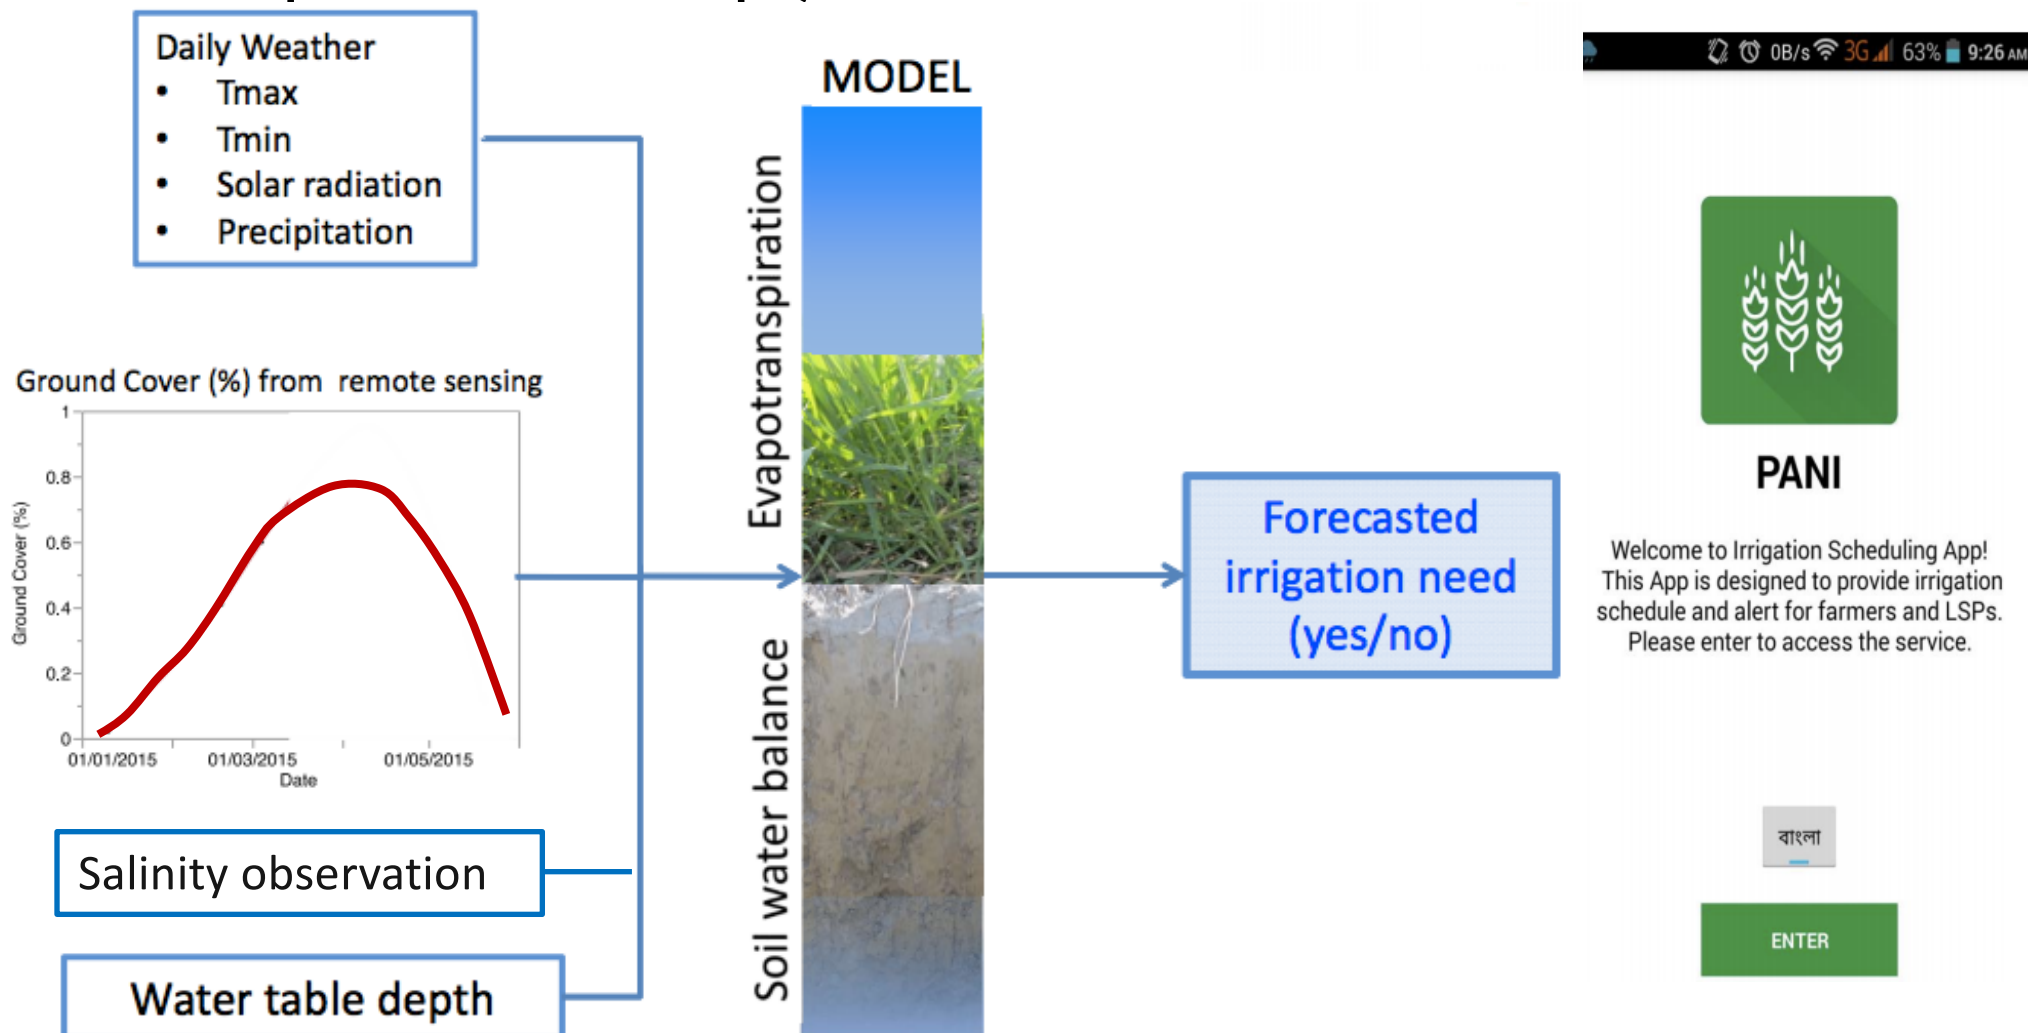 Daily Weather
• Tmax
• Tmin
• Solar radiation
• Precipitation
Ground Cover (%) from remote sensing
Ground Cover (%)
1
0.8
0.6
0.4
0.2
0
01/01/2015 01/03/2015 01/05/2015
Date
Salinity observation
Water table depth
MODEL
Evapotranspiration
Soil water balance
Forecasted
irrigation need
(yes/no)
0B/s 3G 63% 9:26 AM
PANI
Welcome to Irrigation Scheduling App!
This App is designed to provide irrigation
schedule and alert for farmers and LSPs.
Please enter to access the service.
বাংলা
ENTER